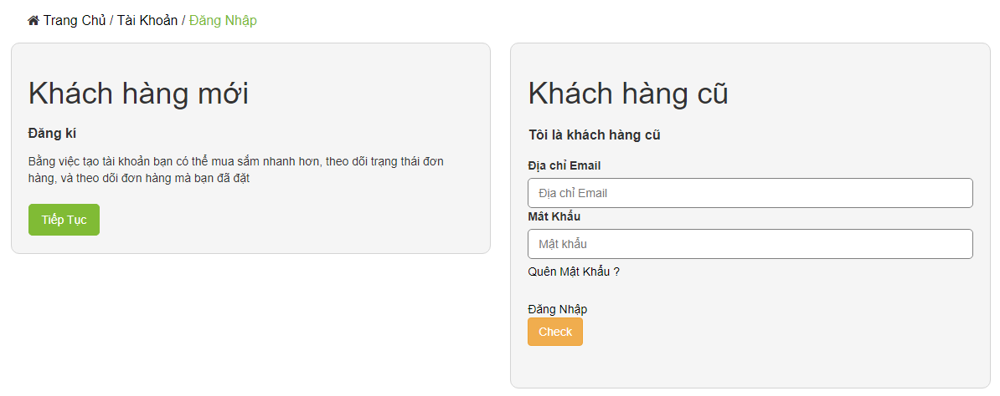 Trang Chủ / Tài Khoản / Đăng Nhập
Khách hàng mới
Đăng kí
Bằng việc tạo tài khoản bạn có thể mua sắm nhanh hơn, theo dõi trạng thái đơn
hàng, và theo dõi đơn hàng mà bạn đã đặt
Tiếp Tục
Khách hàng cũ
Tôi là khách hàng cũ
Địa chỉ Email
Địa chỉ Email
Mât Khẩu
Mật khẩu
Quên Mật Khẩu ?
Đăng Nhập
Check